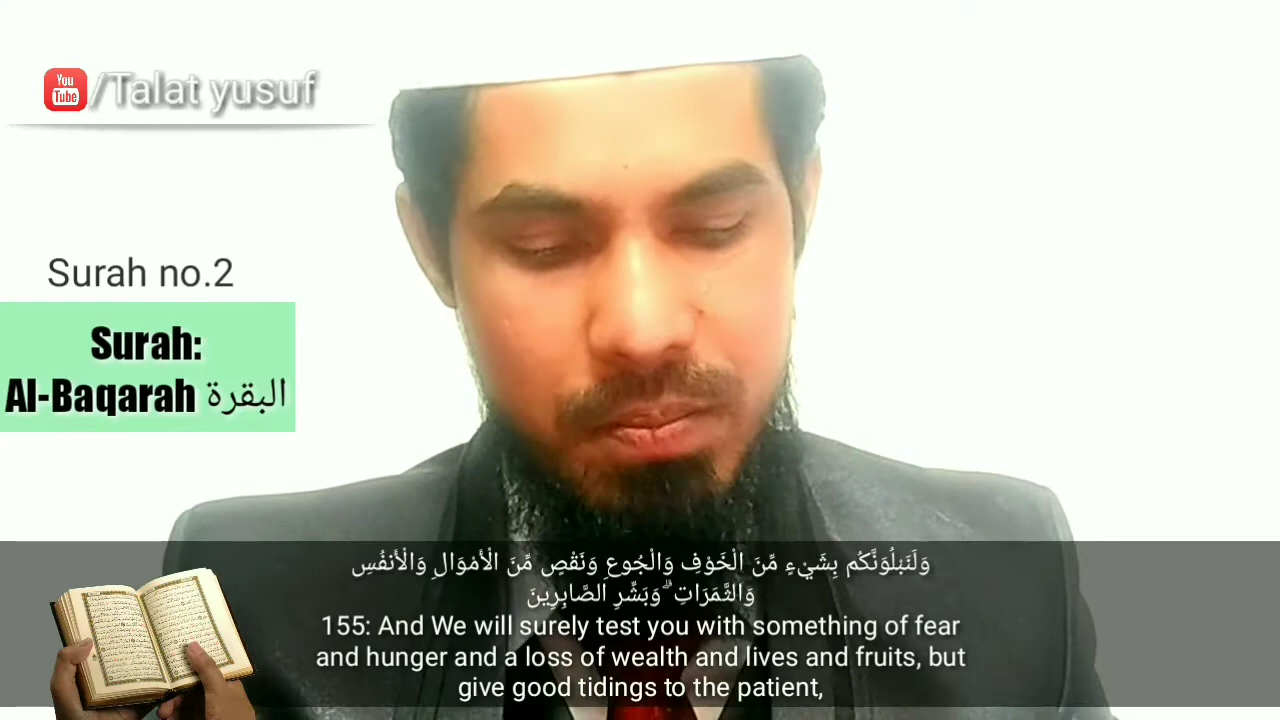 You
Tube
/Talat yusuf
Surah no.2
Surah:
Al-Baqarah البقرة
وَلَنَبْلُوَنَّكُم بِشَيْءٍ مِّنَ الْخَوْفِ وَالْجُوعِ وَنَقْصٍ مِّنَ الْأَمْوَالِ وَالْأَنفُسِ
وَالثَّمَرَاتِ ۗ وَبَشِّرِ الصَّابِرِينَ
155: And We will surely test you with something of fear
and hunger and a loss of wealth and lives and fruits, but
give good tidings to the patient,